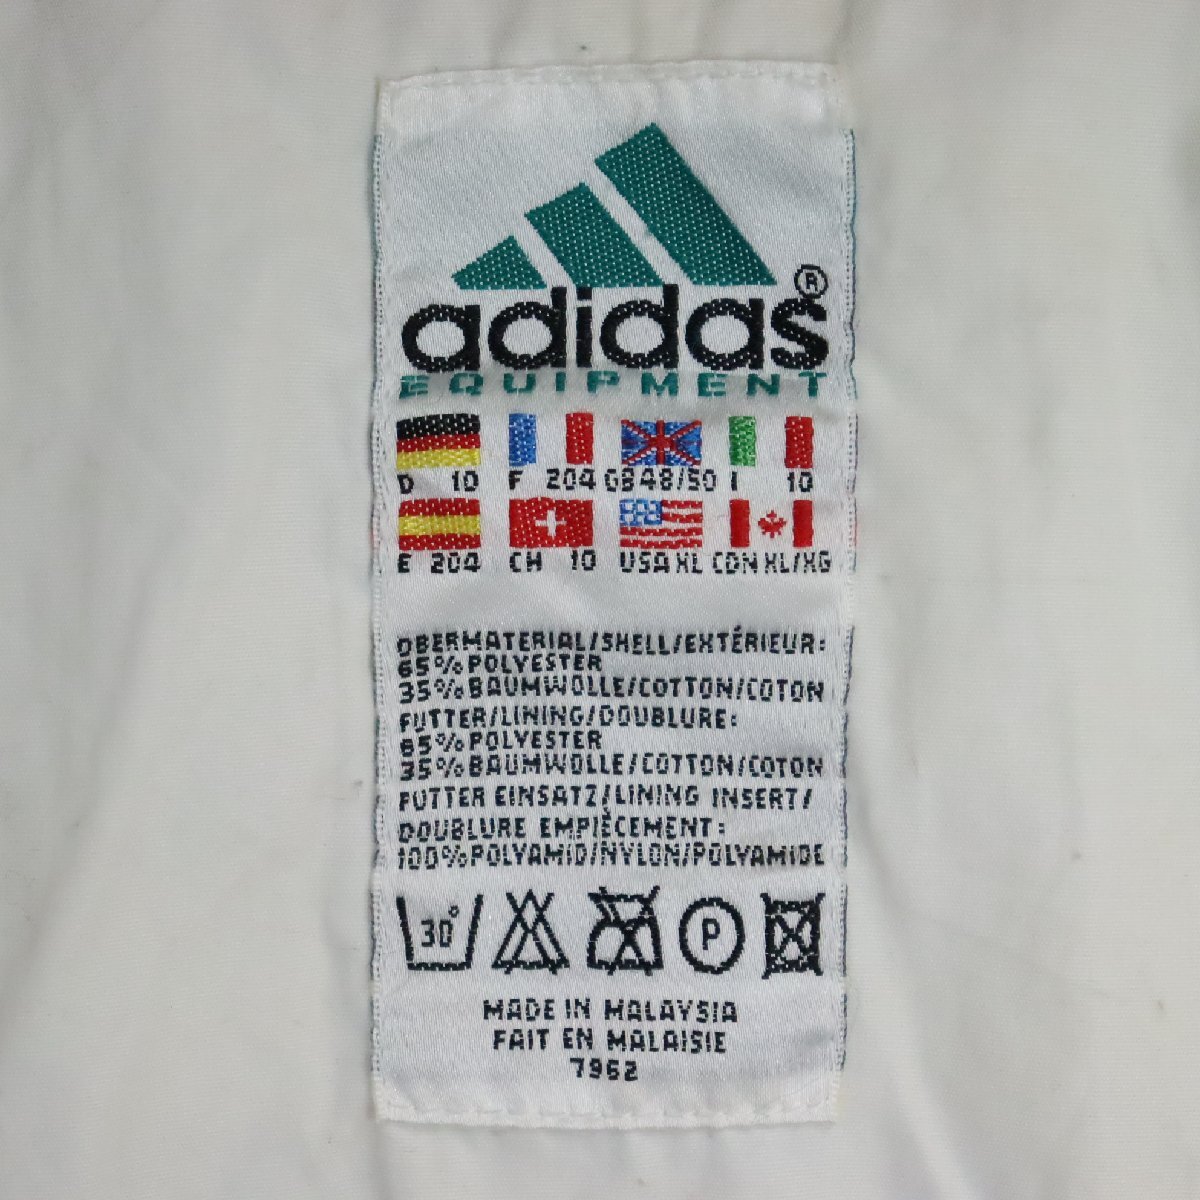 adidas®
EQUIPMENT
D 10 F 204 GB 48/50 I 10
E 204 CH 10 USA XL CDN XL/XG
OBERMATERIAL/SHELL/EXTÉRIEUR:
65% POLYESTER
35% BAUMWOLLE/COTTON/COTON
FUTTER/LINING/DOUBLURE:
65% POLYESTER
35% BAUMWOLLE/COTTON/COTON
FUTTER EINSATZ/LINING INSERT/
DOUBLURE EMPIÈCEMENT:
100% POLYAMID/NYLON/POLYAMIDE
30° P
MADE IN MALAYSIA
FAIT EN MALAISIE
7962